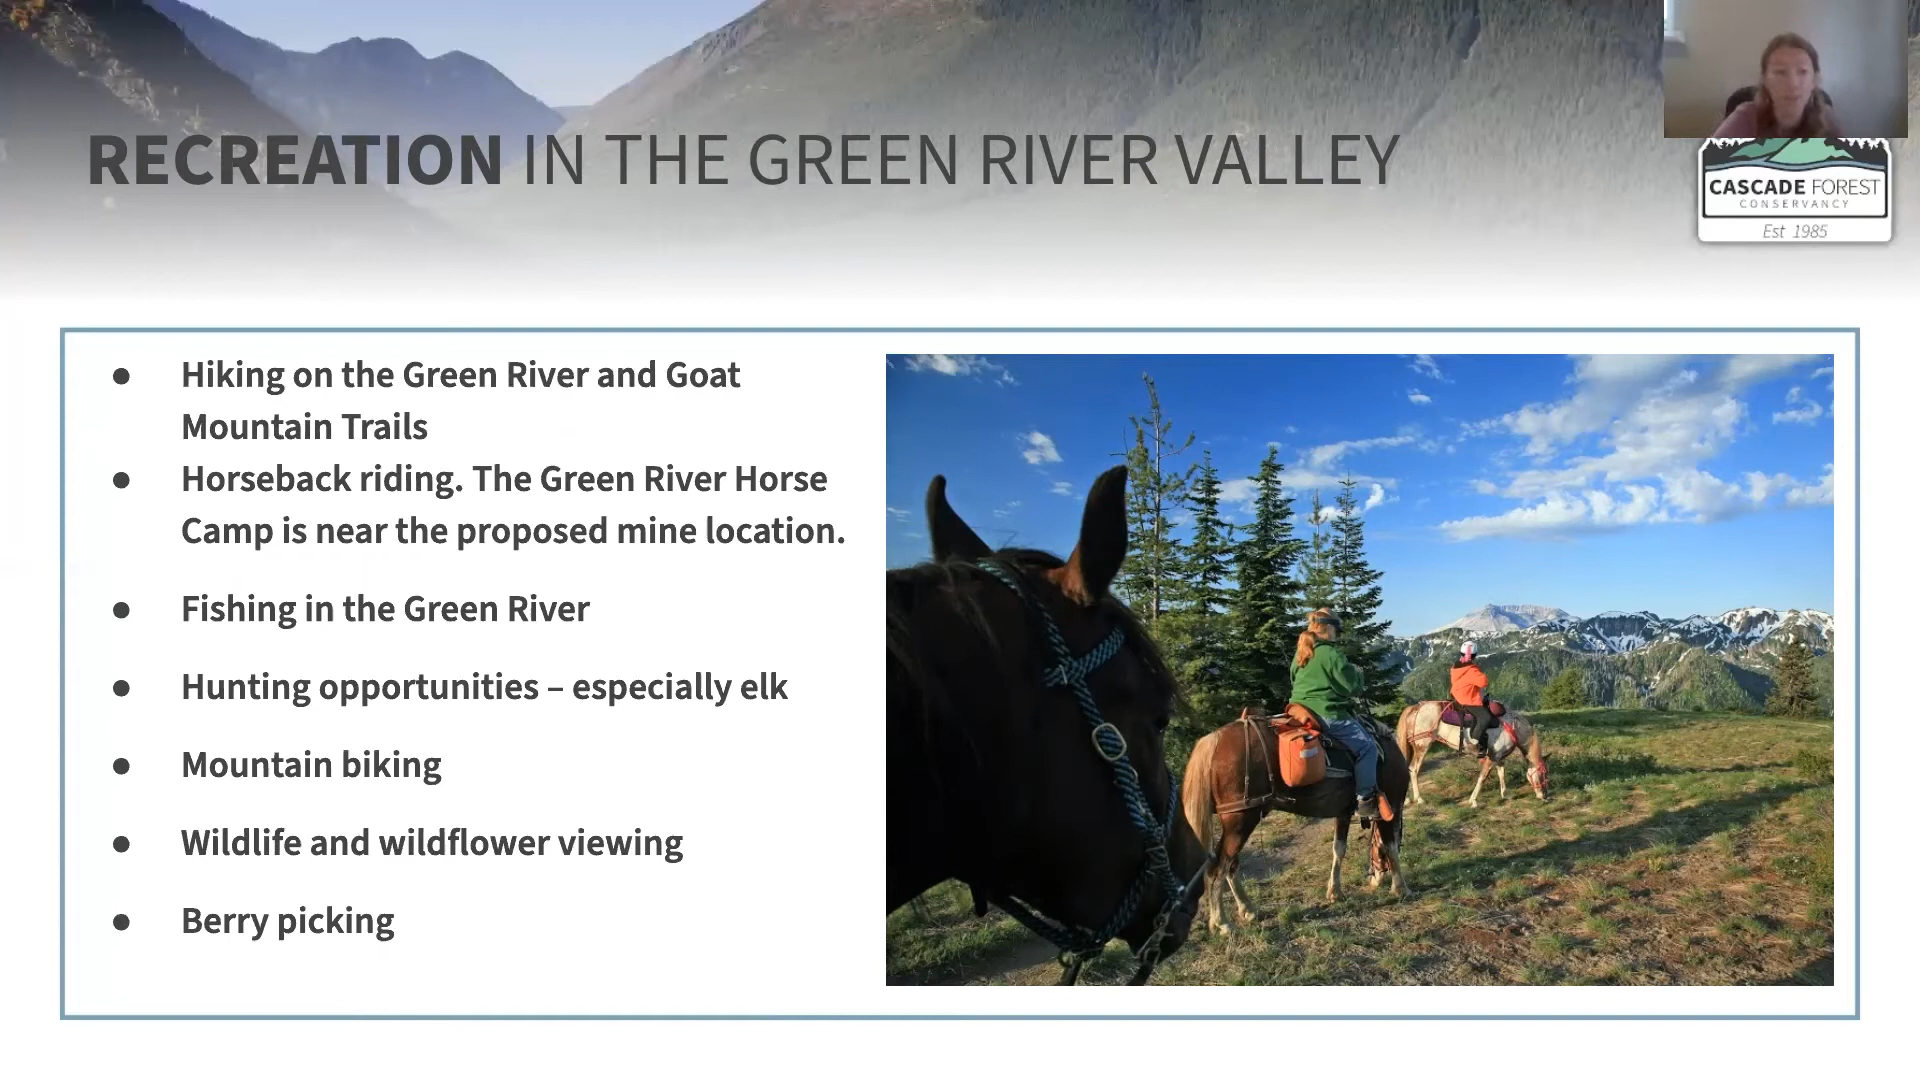 RECREATION IN THE GREEN RIVER VALLEY
CASCADE FOREST
CONSERVANCY
Est 1985
● Hiking on the Green River and Goat
Mountain Trails
● Horseback riding. The Green River Horse
Camp is near the proposed mine location.
● Fishing in the Green River
● Hunting opportunities – especially elk
● Mountain biking
● Wildlife and wildflower viewing
● Berry picking